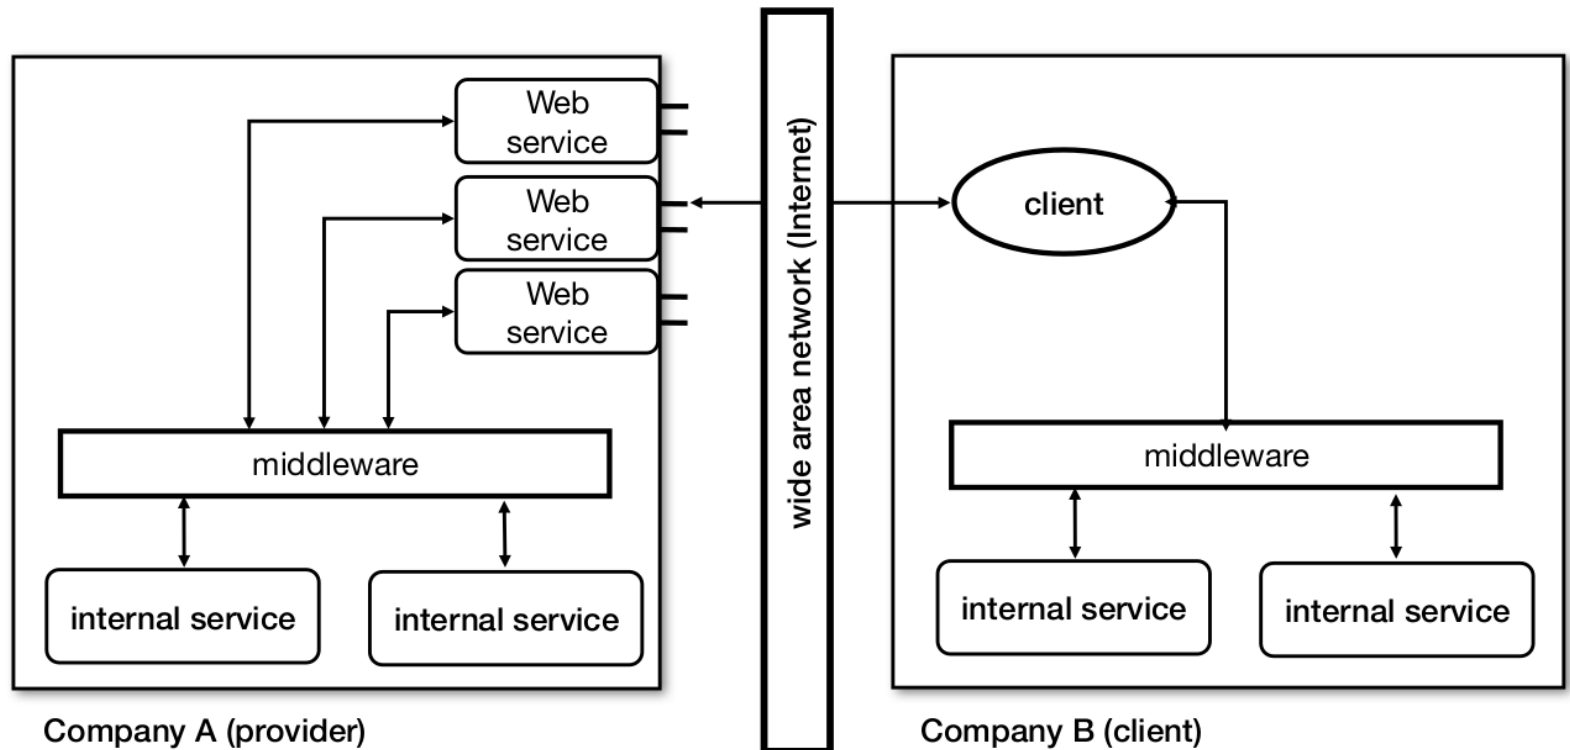 Web
service
Web
service
Web
service
middleware
internal service
internal service
Company A (provider)
wide area network (Internet)
client
middleware
internal service
internal service
Company B (client)